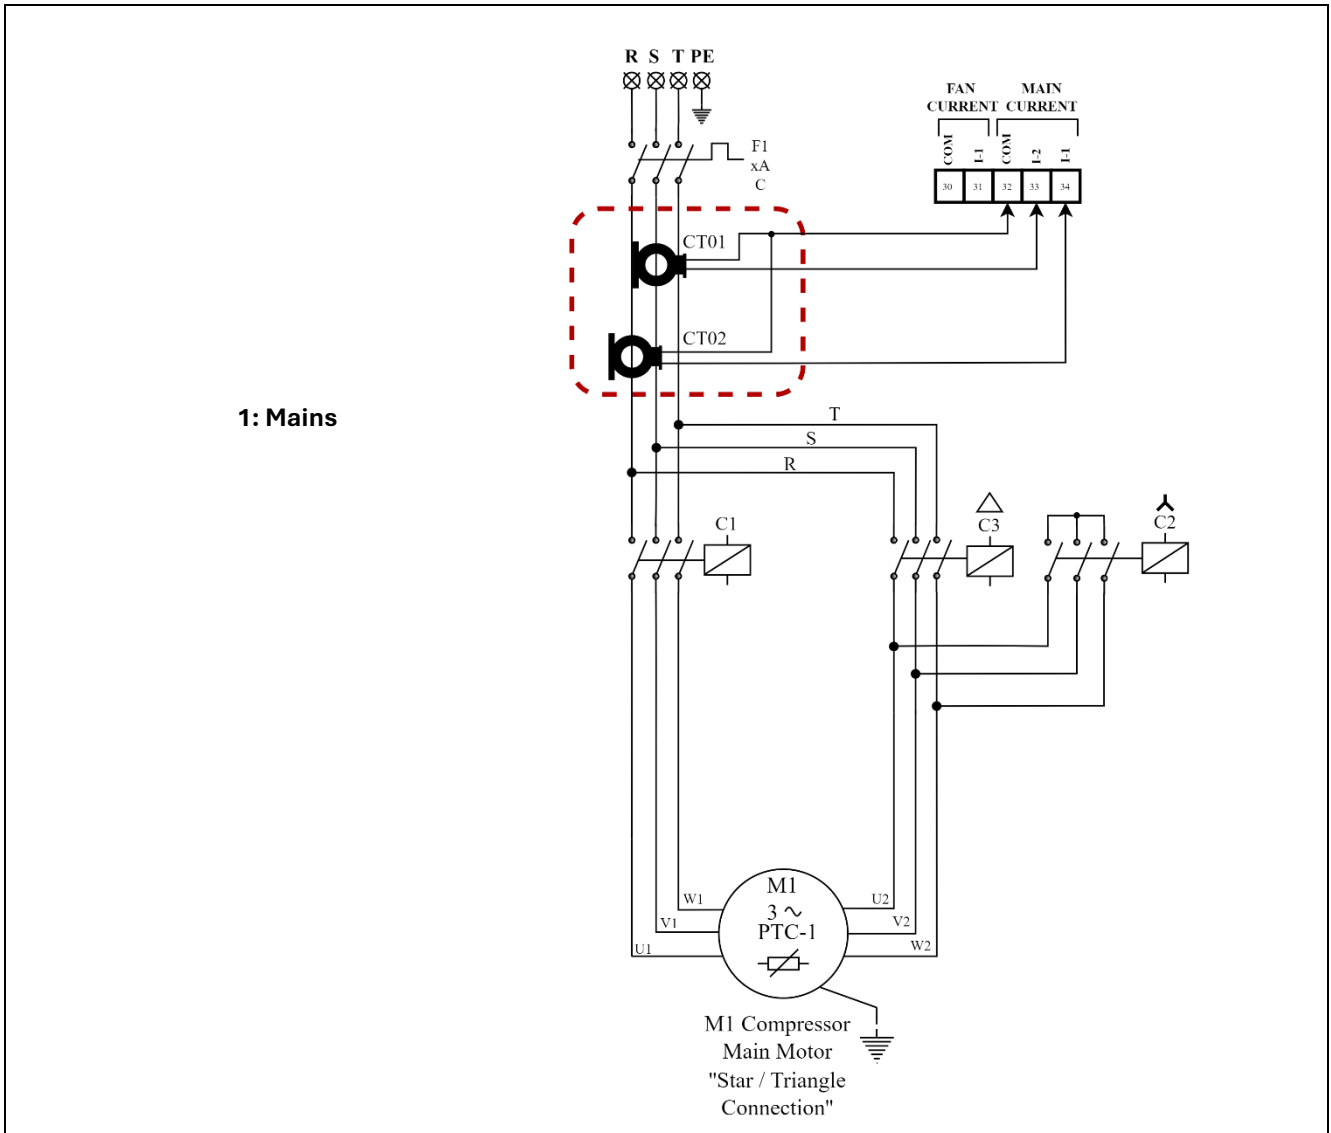 R S T PE
FAN CURRENT
MAIN CURRENT
COM
I-1
COM
I-2
I-1
30
31
32
33
34
F1
xA
C
CT01
CT02
1: Mains
T
S
R
C1
C3
C2
W1
V1
U1
M1
3
PTC-1
U2
V2
W2
M1 Compressor
Main Motor
"Star / Triangle
Connection"